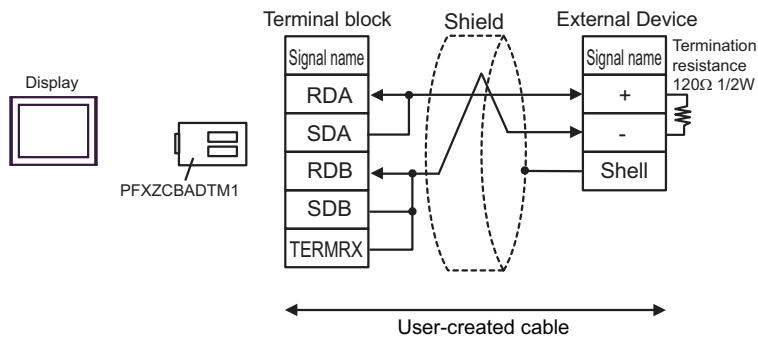 Terminal block
Shield
External Device
Signal name
Signal name
Termination
resistance
120Ω 1/2W
Display
RDA
+
SDA
-
RDB
Shell
PFXZCBADTM1
SDB
TERMRX
User-created cable